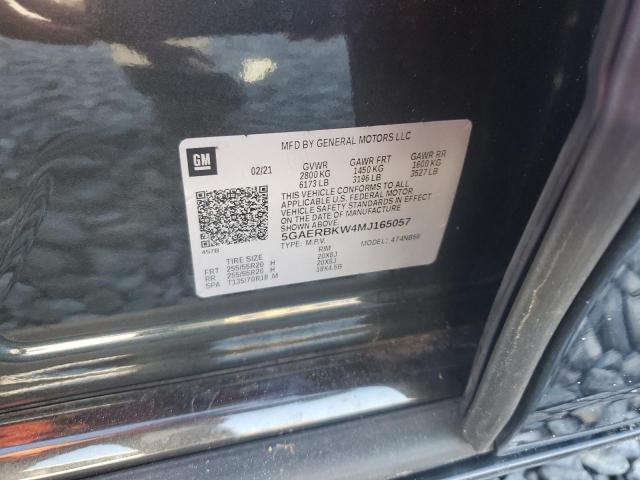 GM
MFD BY GENERAL MOTORS LLC
02/21 GVWR GAWR FRT GAWR RR
2800 KG 1450 KG 1600 KG
6173 LB 3196 LB 3527 LB
THIS VEHICLE CONFORMS TO ALL
APPLICABLE U.S. FEDERAL MOTOR
VEHICLE SAFETY STANDARDS IN EFFECT
ON THE DATE OF MANUFACTURE
SHOWN ABOVE.
5GAERBKW4MJ165057
TYPE: M.P.V. MODEL: 474NB56
457B
TIRE SIZE RIM
FRT 255/55R20 H 20X8J
RR 255/55R20 H 20X8J
SPA T135/70R18 M 18X4.5B